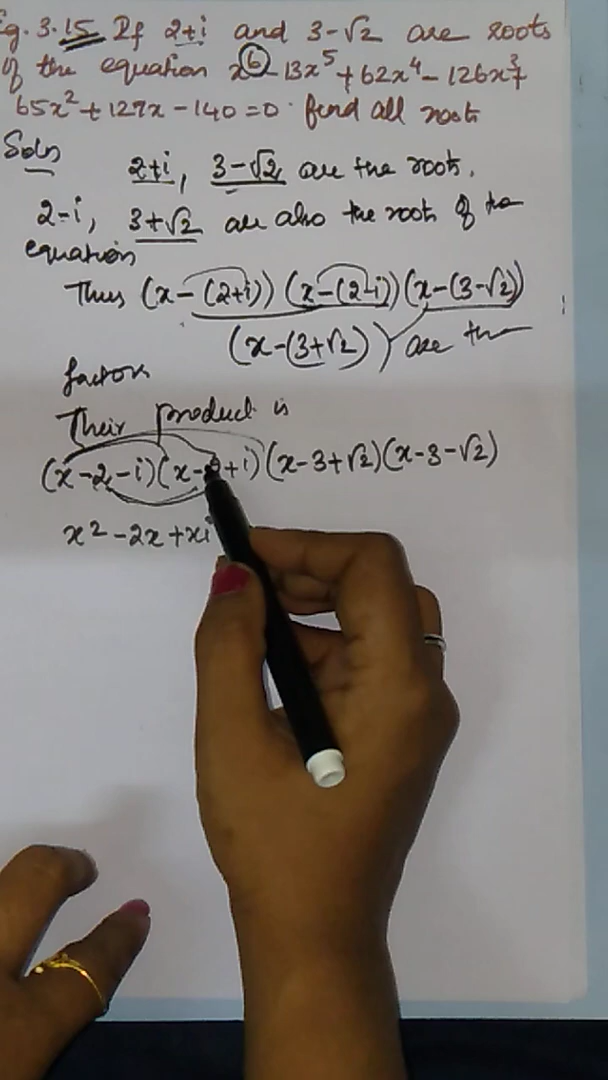 Eg. 3.15 If 2+i and 3-√2 are roots
of the equation x⁶-13x⁵+62x⁴-126x³+
65x²+127x-140=0. find all roots
Soln
2+i, 3-√2 are the roots.
2-i, 3+√2 are also the roots of the
equation
Thus (x-(2+i)) (x-(2-i)) (x-(3-√2))
(x-(3+√2)) are the
factors
Their product is
(x-2-i)(x-2+i)(x-3+√2)(x-3-√2)
x²-2x+xi